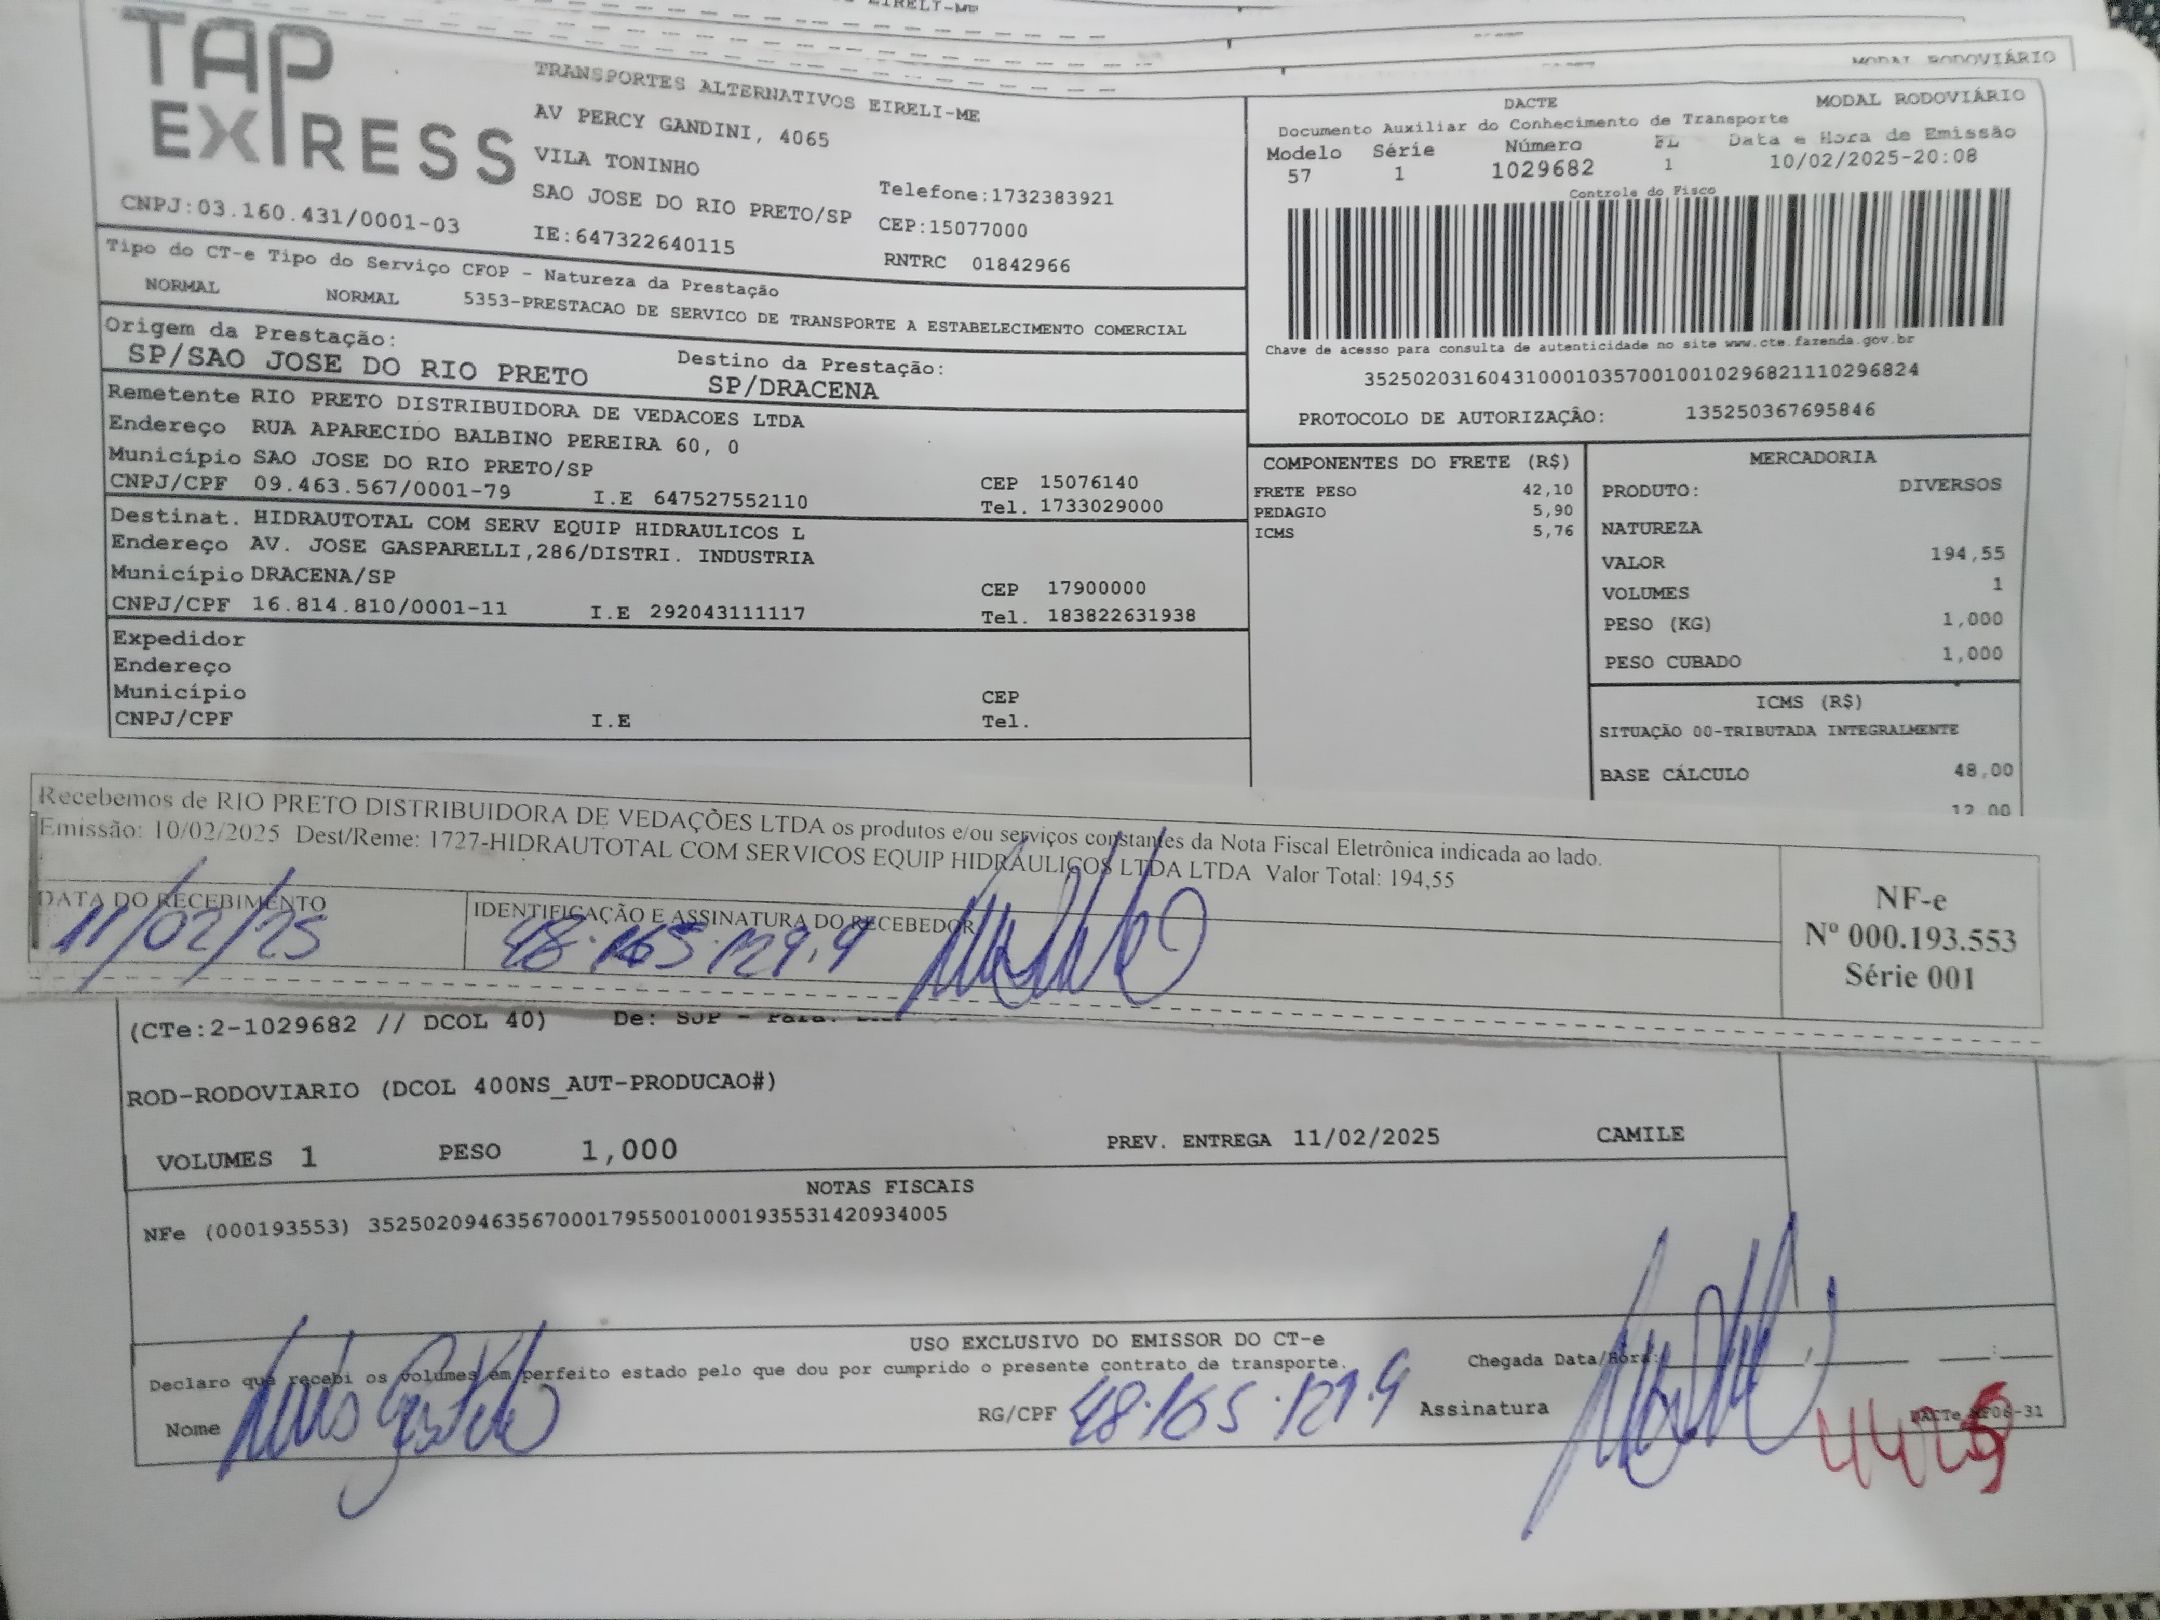 EIRELI-ME
MODAL RODOVIÁRIO
TAP
EXPRESS
CNPJ:03.160.431/0001-03
TRANSPORTES ALTERNATIVOS EIRELI-ME
AV PERCY GANDINI, 4065
VILA TONINHO
SAO JOSE DO RIO PRETO/SP
IE:647322640115
Telefone:1732383921
CEP:15077000
RNTRC 01842966
DACTE MODAL RODOVIÁRIO
Documento Auxiliar do Conhecimento de Transporte
Modelo Série Número FL Data e Hora de Emissão
57 1 1029682 1 10/02/2025-20:08
Controle do Fisco
Chave de acesso para consulta de autenticidade no site www.cte.fazenda.gov.br
35250203160431000103570010010296821110296824
PROTOCOLO DE AUTORIZAÇÃO: 135250367695846
Tipo do CT-e Tipo do Serviço CFOP - Natureza da Prestação
NORMAL NORMAL 5353-PRESTACAO DE SERVICO DE TRANSPORTE A ESTABELECIMENTO COMERCIAL
Origem da Prestação: Destino da Prestação:
SP/SAO JOSE DO RIO PRETO SP/DRACENA
Remetente RIO PRETO DISTRIBUIDORA DE VEDACOES LTDA
Endereço RUA APARECIDO BALBINO PEREIRA 60, 0
Município SAO JOSE DO RIO PRETO/SP CEP 15076140
CNPJ/CPF 09.463.567/0001-79 I.E 647527552110 Tel. 1733029000
Destinat. HIDRAUTOTAL COM SERV EQUIP HIDRAULICOS L
Endereço AV. JOSE GASPARELLI,286/DISTRI. INDUSTRIA
Município DRACENA/SP CEP 17900000
CNPJ/CPF 16.814.810/0001-11 I.E 292043111117 Tel. 183822631938
Expedidor
Endereço
Município CEP
CNPJ/CPF I.E Tel.
COMPONENTES DO FRETE (R$)
FRETE PESO 42,10
PEDAGIO 5,90
ICMS 5,76
MERCADORIA
PRODUTO: DIVERSOS
NATUREZA
VALOR 194,55
VOLUMES 1
PESO (KG) 1,000
PESO CUBADO 1,000
ICMS (R$)
SITUAÇÃO 00-TRIBUTADA INTEGRALMENTE
BASE CÁLCULO 48,00
12,00
Recebemos de RIO PRETO DISTRIBUIDORA DE VEDAÇÕES LTDA os produtos e/ou serviços constantes da Nota Fiscal Eletrônica indicada ao lado.
Emissão: 10/02/2025 Dest/Reme: 1727-HIDRAUTOTAL COM SERVICOS EQUIP HIDRÁULICOS LTDA LTDA Valor Total: 194,55
DATA DO RECEBIMENTO IDENTIFICAÇÃO E ASSINATURA DO RECEBEDOR
11/02/25 48.165.129.9
NF-e
Nº 000.193.553
Série 001
(CTe:2-1029682 // DCOL 40) De: SJP - Para:
ROD-RODOVIARIO (DCOL 400NS_AUT-PRODUCAO#)
VOLUMES 1 PESO 1,000 PREV. ENTREGA 11/02/2025 CAMILE
NOTAS FISCAIS
NFe (000193553) 35250209463567000179550010001935531420934005
USO EXCLUSIVO DO EMISSOR DO CT-e
Declaro que recebi os volumes em perfeito estado pelo que dou por cumprido o presente contrato de transporte. Chegada Data/Hora:
Nome RG/CPF 48.165.129.9 Assinatura